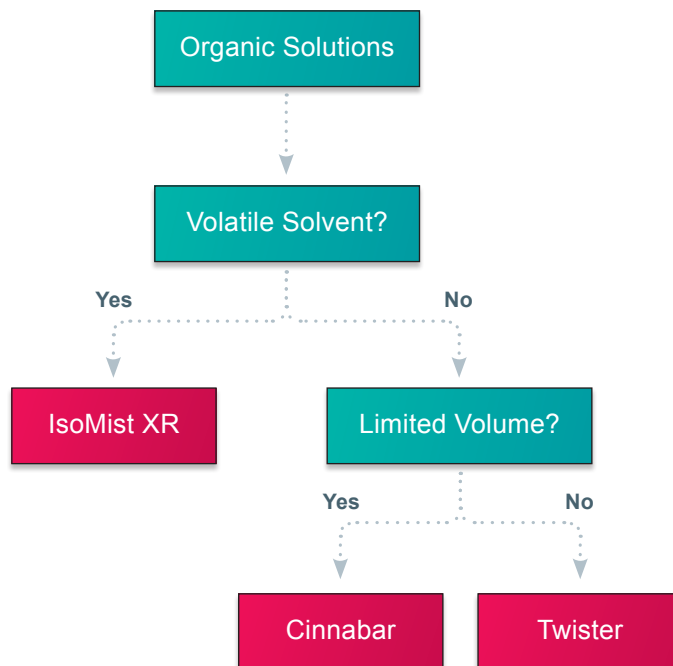 Organic Solutions
Volatile Solvent?
Yes
No
IsoMist XR
Limited Volume?
Yes
No
Cinnabar
Twister